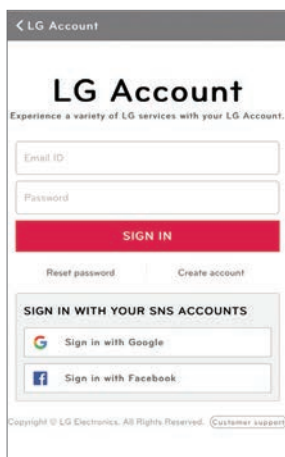 LG Account
LG Account
Experience a variety of LG services with your LG Account.
Email ID
Password
SIGN IN
Reset password Create account
SIGN IN WITH YOUR SNS ACCOUNTS
Sign in with Google
Sign in with Facebook
Copyright © LG Electronics. All Rights Reserved. Customer support